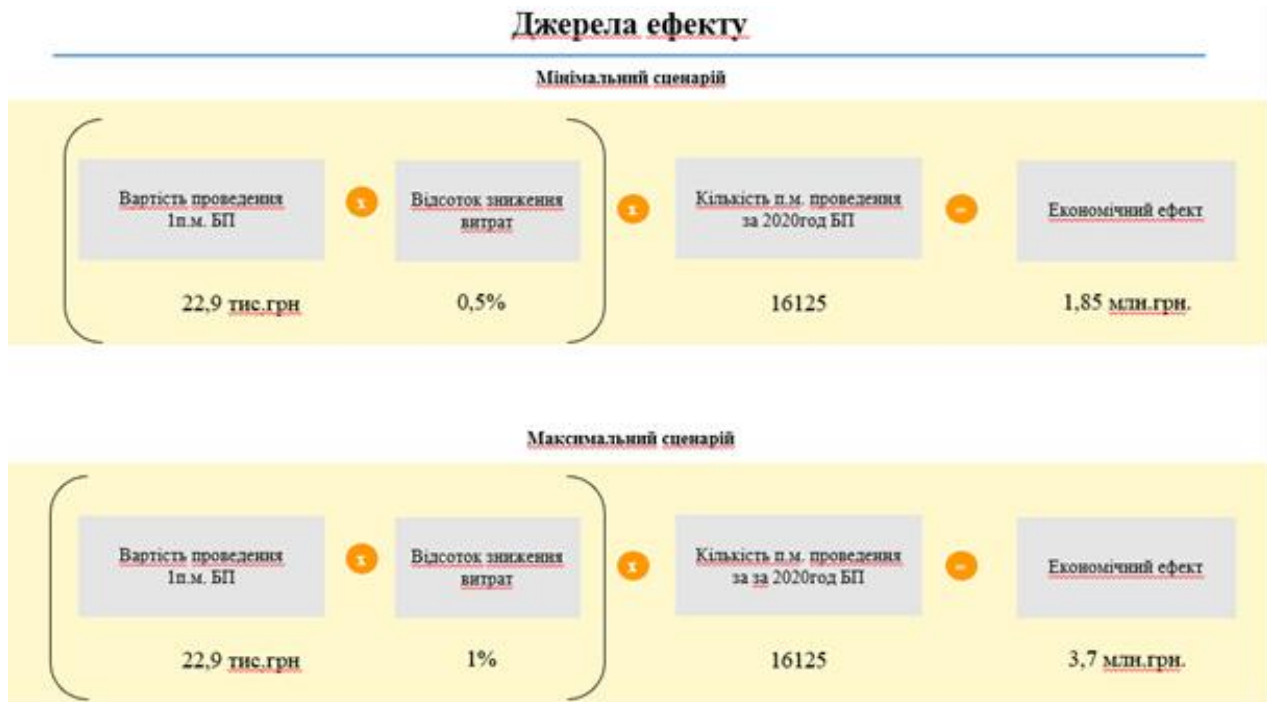 Джерела ефекту
Мінімальний сценарій
Вартість проведення
1п.м. БП
x
Відсоток зниження
витрат
x
Кількість п.м. проведення
за 2020год БП
=
Економічний ефект
22,9 тис.грн
0,5%
16125
1,85 млн.грн.
Максимальний сценарій
Вартість проведення
1п.м. БП
x
Відсоток зниження
витрат
x
Кількість п.м. проведення
за за 2020год БП
=
Економічний ефект
22,9 тис.грн
1%
16125
3,7 млн.грн.